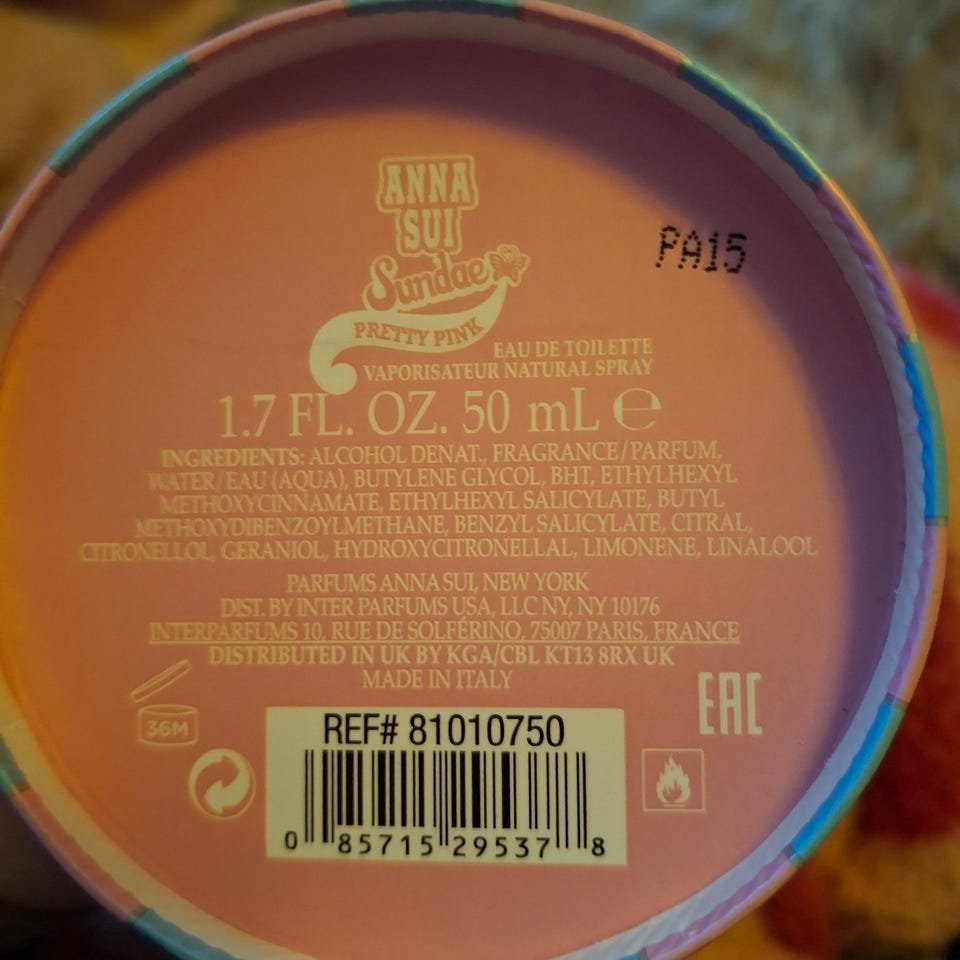 ANNA
SUI
PA15
Sundae
PRETTY PINK
EAU DE TOILETTE
VAPORISATEUR NATURAL SPRAY
1.7 FL. OZ. 50 mL ℮
INGREDIENTS: ALCOHOL DENAT., FRAGRANCE/PARFUM,
WATER/EAU (AQUA), BUTYLENE GLYCOL, BHT, ETHYLHEXYL
METHOXYCINNAMATE, ETHYLHEXYL SALICYLATE, BUTYL
METHOXYDIBENZOYLMETHANE, BENZYL SALICYLATE, CITRAL,
CITRONELLOL, GERANIOL, HYDROXYCITRONELLAL, LIMONENE, LINALOOL
PARFUMS ANNA SUI, NEW YORK
DIST. BY INTER PARFUMS USA, LLC NY, NY 10176
INTERPARFUMS 10, RUE DE SOLFÉRINO, 75007 PARIS, FRANCE
DISTRIBUTED IN UK BY KGA/CBL KT13 8RX UK
MADE IN ITALY
36M
EAC
REF# 81010750
0 85715 29537 8